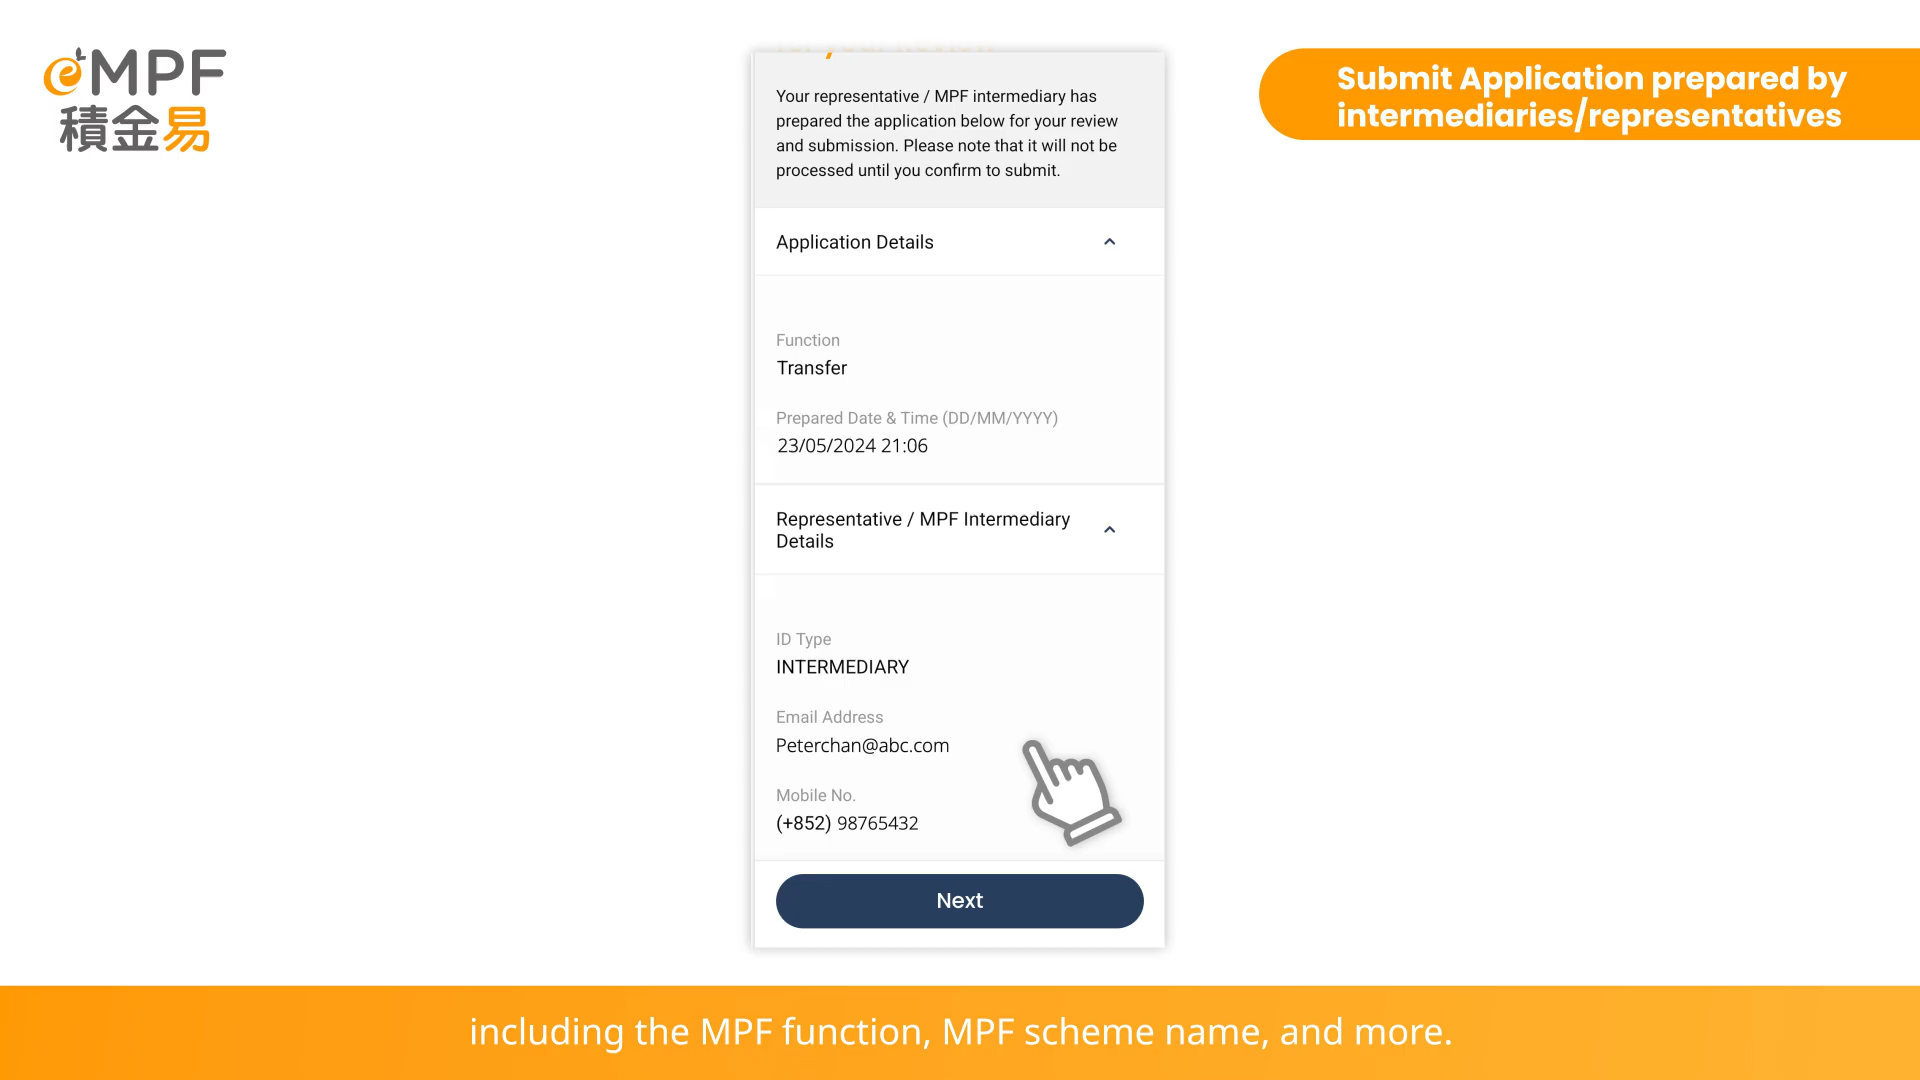 eMPF
積金易
Submit Application prepared by
intermediaries/representatives
Your representative / MPF intermediary has
prepared the application below for your review
and submission. Please note that it will not be
processed until you confirm to submit.
Application Details
Function
Transfer
Prepared Date & Time (DD/MM/YYYY)
23/05/2024 21:06
Representative / MPF Intermediary
Details
ID Type
INTERMEDIARY
Email Address
Peterchan@abc.com
Mobile No.
(+852) 98765432
Next
including the MPF function, MPF scheme name, and more.